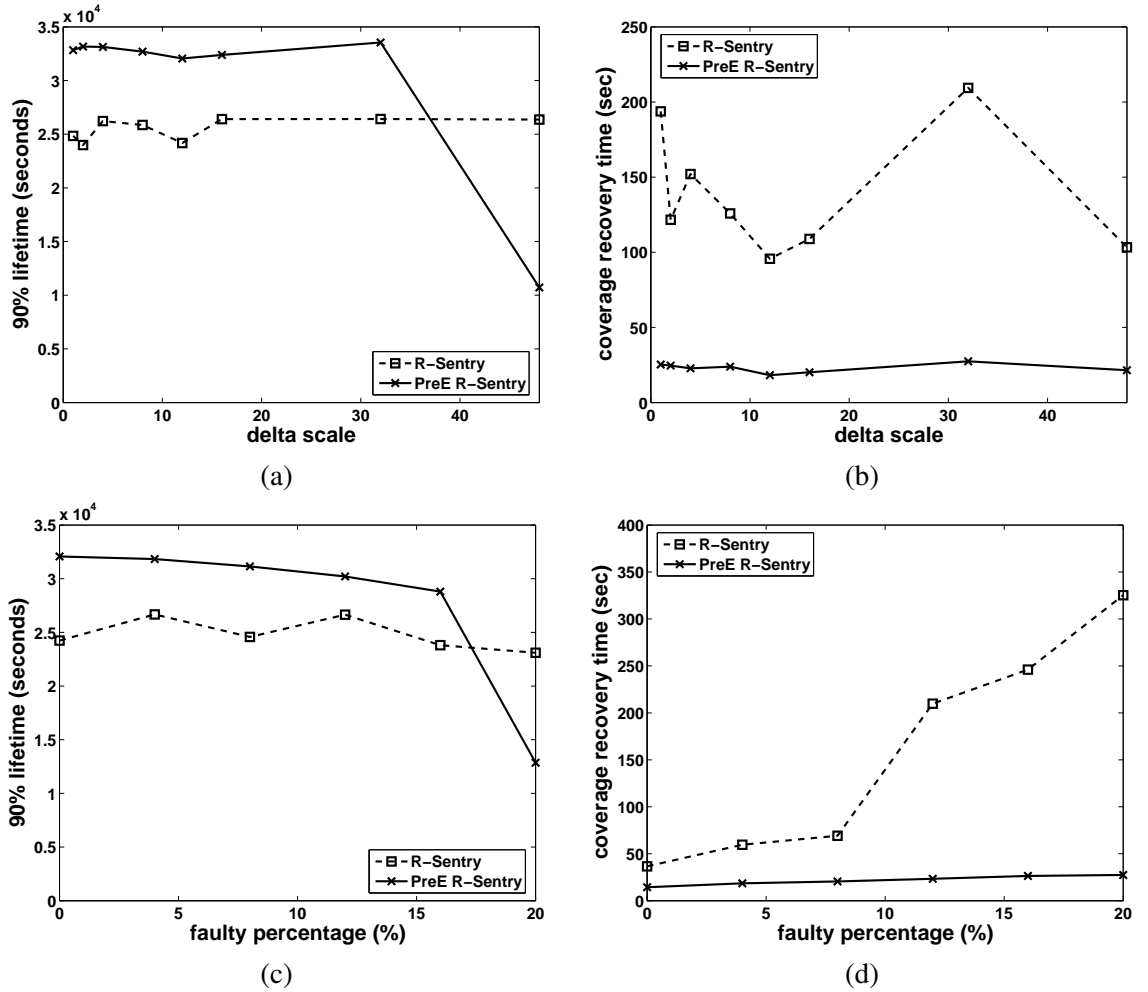 x 10⁴
3.5
3
2.5
2
1.5
1
0.5
0
0 10 20 30 40
90% lifetime (seconds)
delta scale
R−Sentry
PreE R−Sentry
(a)
250
200
150
100
50
0
0 10 20 30 40
coverage recovery time (sec)
delta scale
R−Sentry
PreE R−Sentry
(b)
x 10⁴
3.5
3
2.5
2
1.5
1
0.5
0
0 5 10 15 20
90% lifetime (seconds)
faulty percentage (%)
R−Sentry
PreE R−Sentry
(c)
400
350
300
250
200
150
100
50
0
0 5 10 15 20
coverage recovery time (sec)
faulty percentage (%)
R−Sentry
PreE R−Sentry
(d)